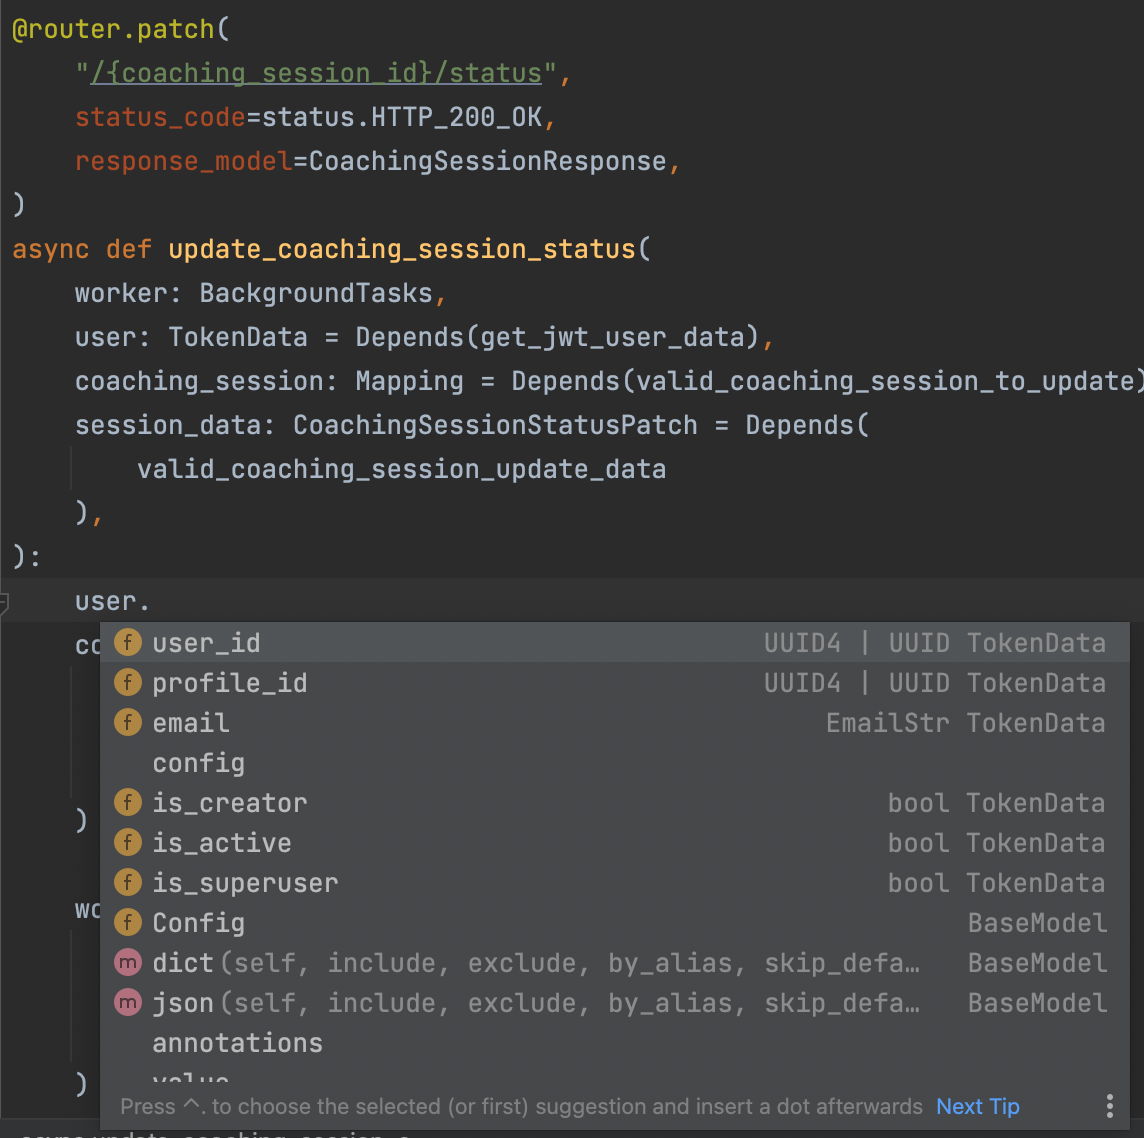 @router.patch(
"/{coaching_session_id}/status",
status_code=status.HTTP_200_OK,
response_model=CoachingSessionResponse,
)
async def update_coaching_session_status(
worker: BackgroundTasks,
user: TokenData = Depends(get_jwt_user_data),
coaching_session: Mapping = Depends(valid_coaching_session_to_update)
session_data: CoachingSessionStatusPatch = Depends(
valid_coaching_session_update_data
),
):
user.
co
f user_id UUID4 | UUID TokenData
f profile_id UUID4 | UUID TokenData
f email EmailStr TokenData
config
f is_creator bool TokenData
)
f is_active bool TokenData
f is_superuser bool TokenData
wo
f Config BaseModel
m dict(self, include, exclude, by_alias, skip_defa… BaseModel
m json(self, include, exclude, by_alias, skip_defa… BaseModel
annotations
value
)
Press ^. to choose the selected (or first) suggestion and insert a dot afterwards Next Tip